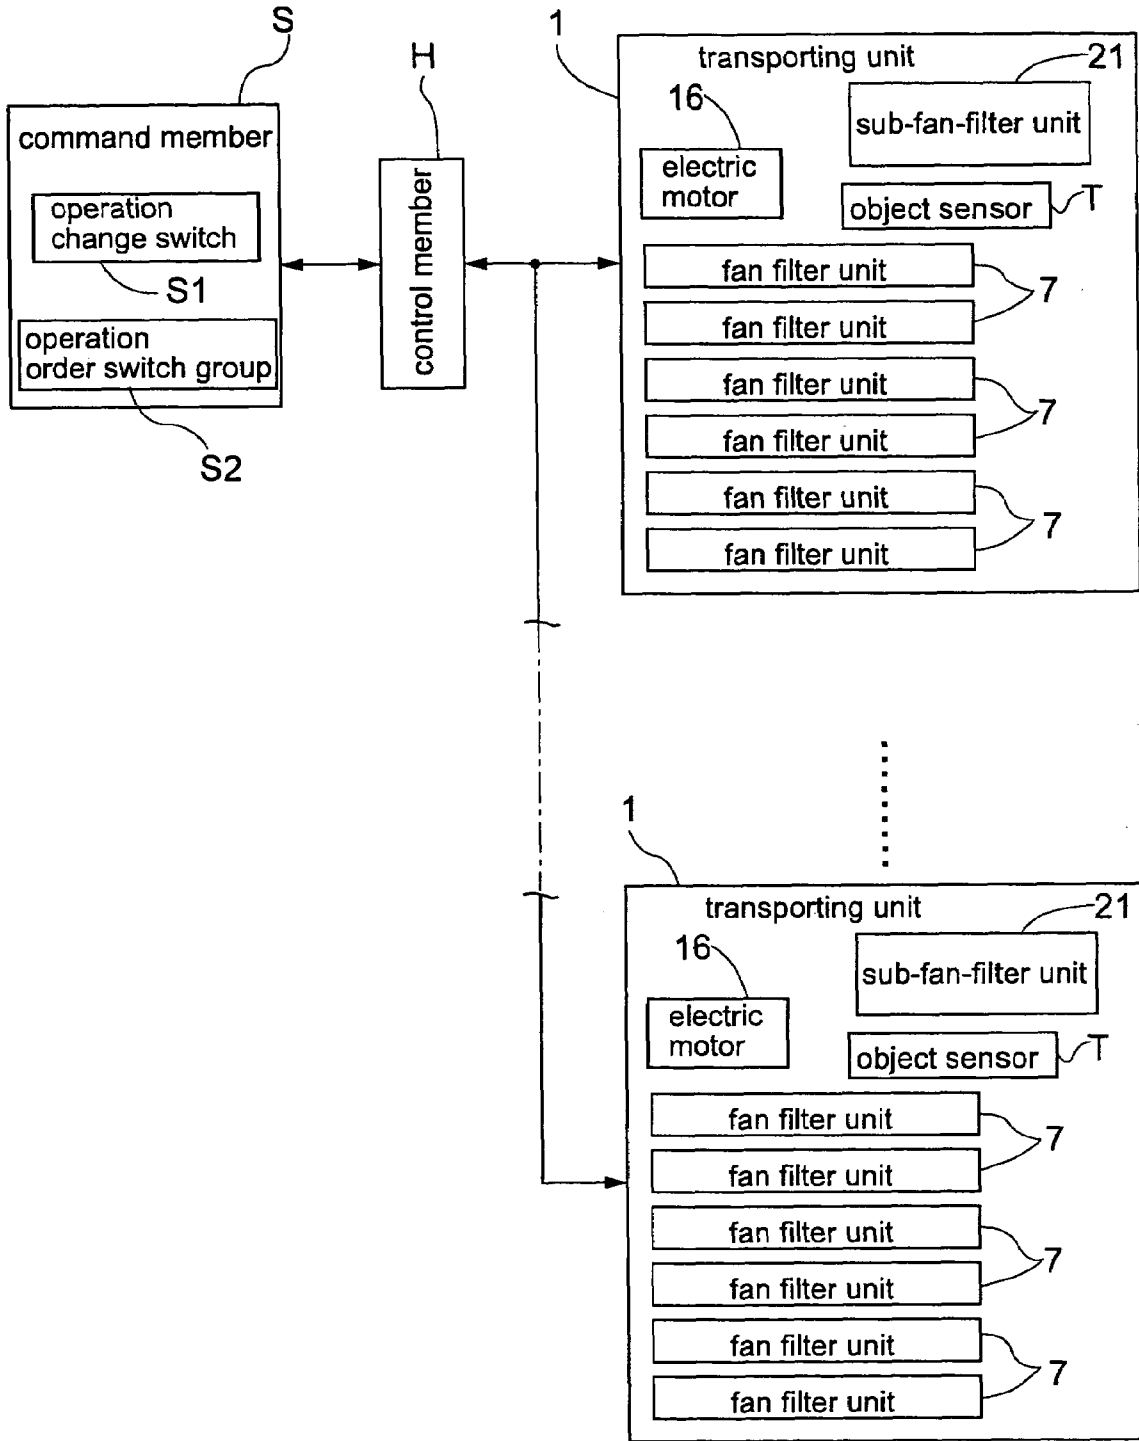 S
command member
operation
change switch
S1
operation
order switch group
S2
H
control member
1
transporting unit
21
sub-fan-filter unit
16
electric
motor
object sensor
T
fan filter unit
fan filter unit
7
fan filter unit
fan filter unit
7
fan filter unit
fan filter unit
7
1
transporting unit
21
sub-fan-filter unit
16
electric
motor
object sensor
T
fan filter unit
fan filter unit
7
fan filter unit
fan filter unit
7
fan filter unit
fan filter unit
7